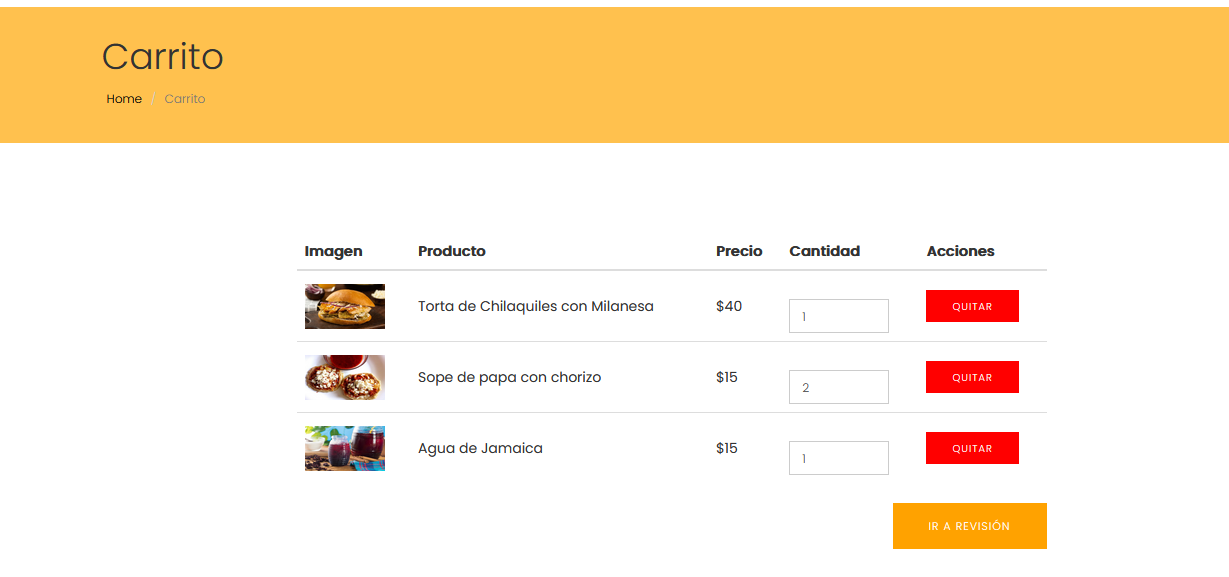 Carrito
Home / Carrito
Imagen Producto Precio Cantidad Acciones
Torta de Chilaquiles con Milanesa $40 1 QUITAR
Sope de papa con chorizo $15 2 QUITAR
Agua de Jamaica $15 1 QUITAR
IR A REVISIÓN